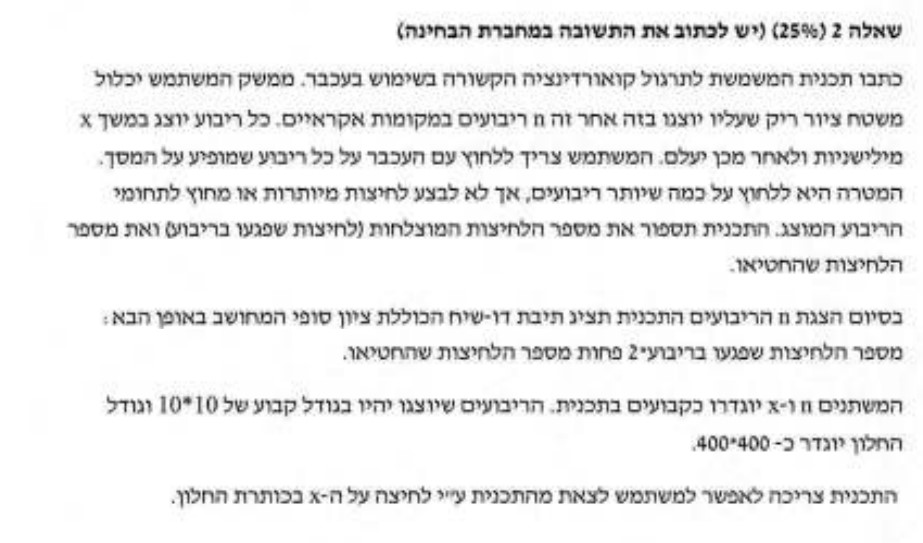 שאלה 2 (25%) (יש לכתוב את התשובה במחברת הבחינה)
כתבו תכנית המשמשת לתרגול קואורדינציה הקשורה בשימוש בעכבר. ממשק המשתמש יכלול
משטח ציור ריק שעליו יוצגו בזה אחר זה n ריבועים במקומות אקראיים. כל ריבוע יוצג במשך x
מילישניות ולאחר מכן יעלם. המשתמש צריך ללחוץ עם העכבר על כל ריבוע שמופיע על המסך.
המטרה היא ללחוץ על כמה שיותר ריבועים, אך לא לבצע לחיצות מיותרות או מחוץ לתחומי
הריבוע המוצג. התכנית תספור את מספר הלחיצות המוצלחות (לחיצות שפגעו בריבוע) ואת מספר
הלחיצות שהחטיאו.
בסיום הצגת n הריבועים התכנית תציג תיבת דו-שיח הכוללת ציון סופי המחושב באופן הבא:
מספר הלחיצות שפגעו בריבוע*2 פחות מספר הלחיצות שהחטיאו.
המשתנים n ו-x יוגדרו כקבועים בתכנית. הריבועים שיוצגו יהיו בגודל קבוע של 10*10 וגודל
החלון יוגדר כ- 400*400.
התכנית צריכה לאפשר למשתמש לצאת מהתכנית ע״י לחיצה על ה-x בכותרת החלון.